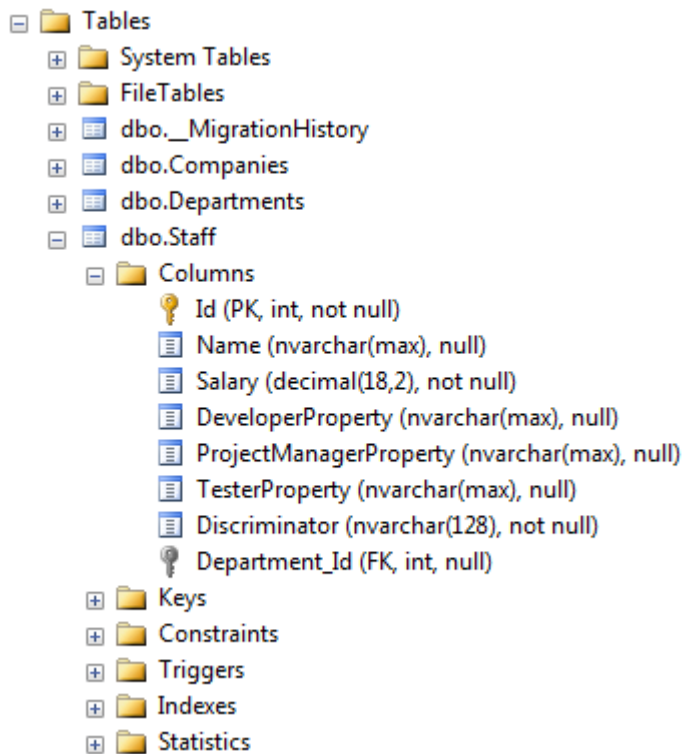 Tables
System Tables
FileTables
dbo.__MigrationHistory
dbo.Companies
dbo.Departments
dbo.Staff
Columns
Id (PK, int, not null)
Name (nvarchar(max), null)
Salary (decimal(18,2), not null)
DeveloperProperty (nvarchar(max), null)
ProjectManagerProperty (nvarchar(max), null)
TesterProperty (nvarchar(max), null)
Discriminator (nvarchar(128), not null)
Department_Id (FK, int, null)
Keys
Constraints
Triggers
Indexes
Statistics